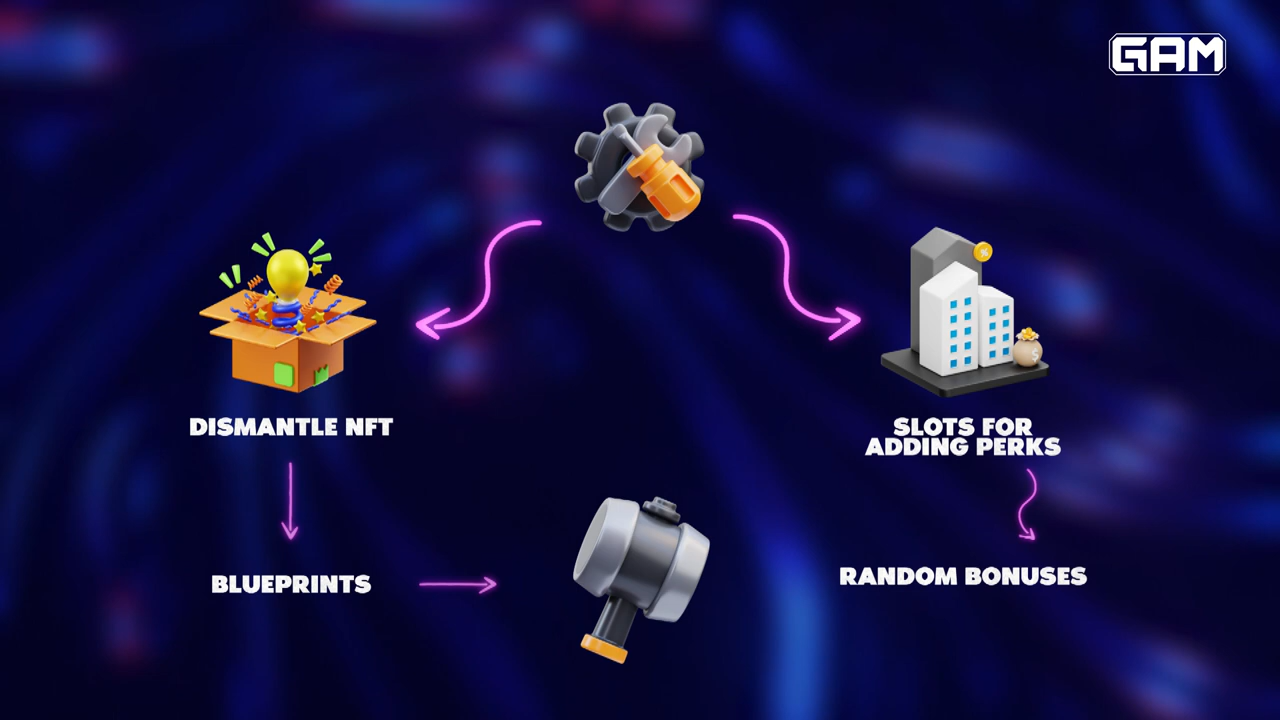 GAM
DISMANTLE NFT
SLOTS FOR
ADDING PERKS
BLUEPRINTS
RANDOM BONUSES